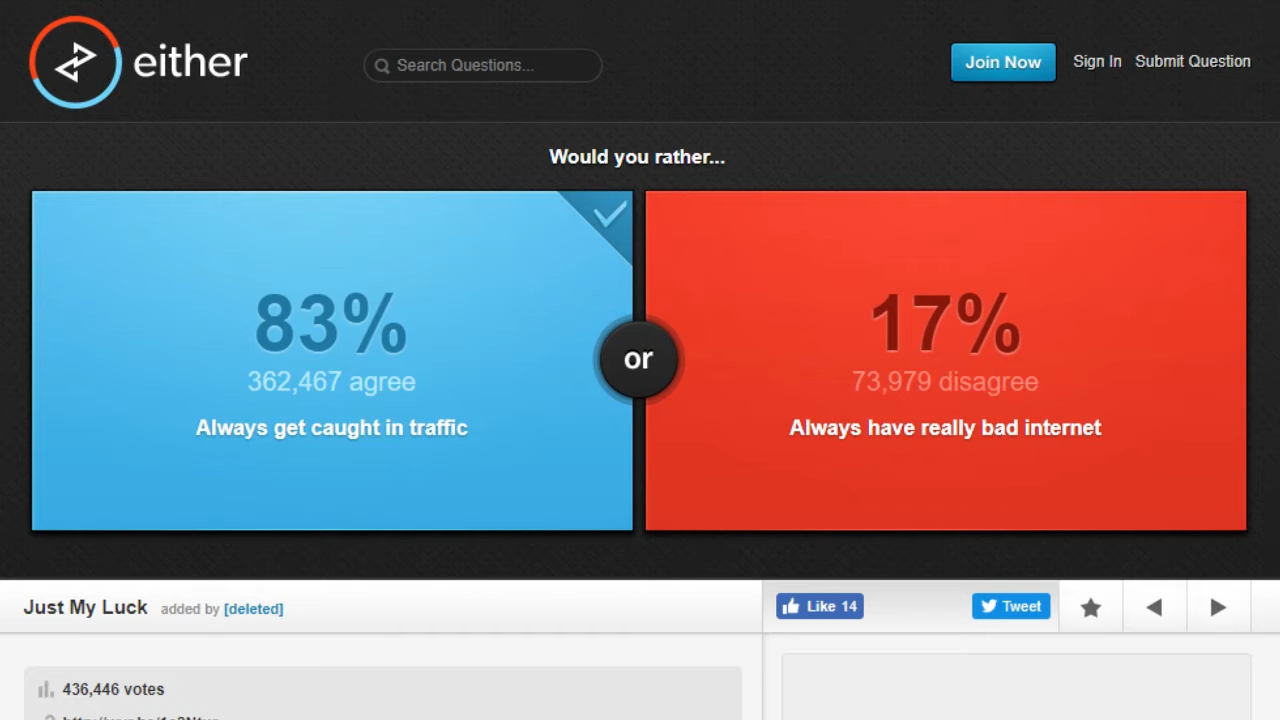 either
Search Questions...
Join Now
Sign In
Submit Question
Would you rather...
83%
362,467 agree
Always get caught in traffic
or
17%
73,979 disagree
Always have really bad internet
Just My Luck added by [deleted]
Like 14
Tweet
436,446 votes